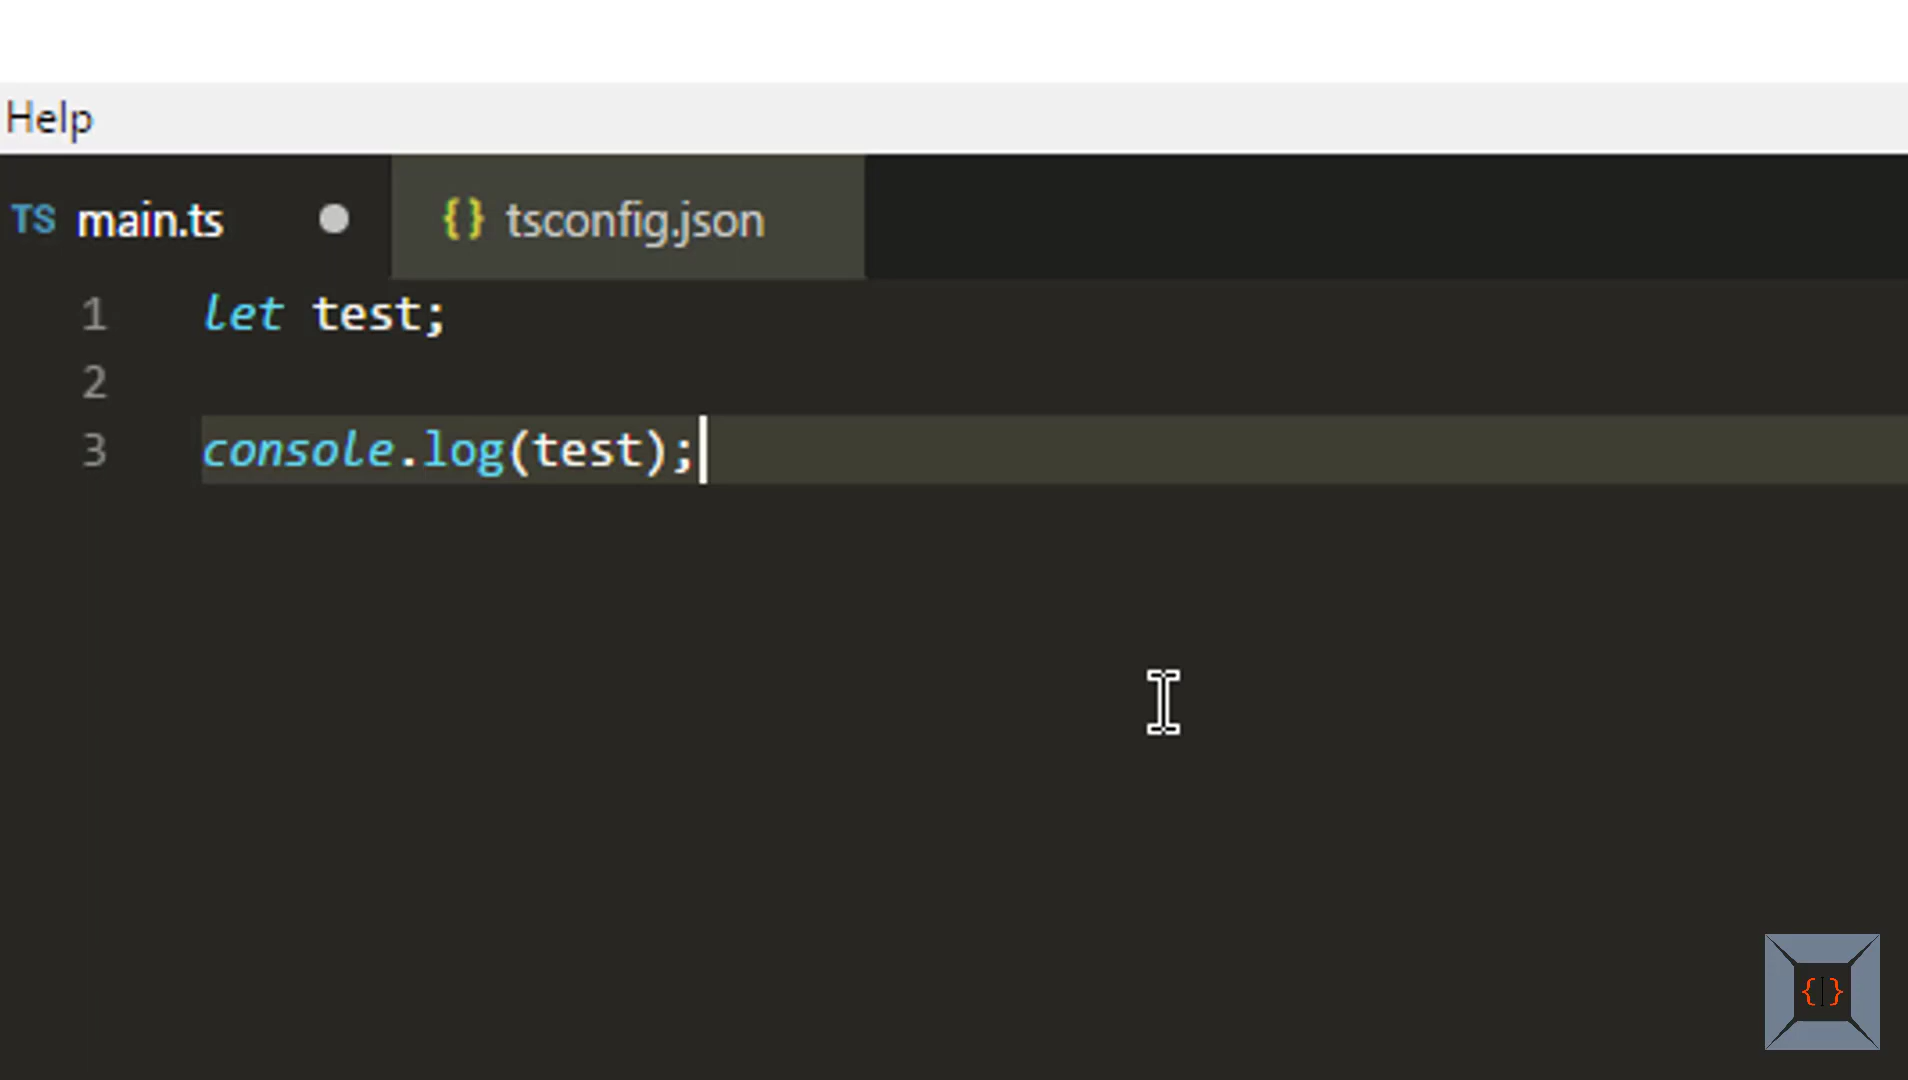 Help
TS main.ts
{} tsconfig.json
1 let test;
2
3 console.log(test);
{|}